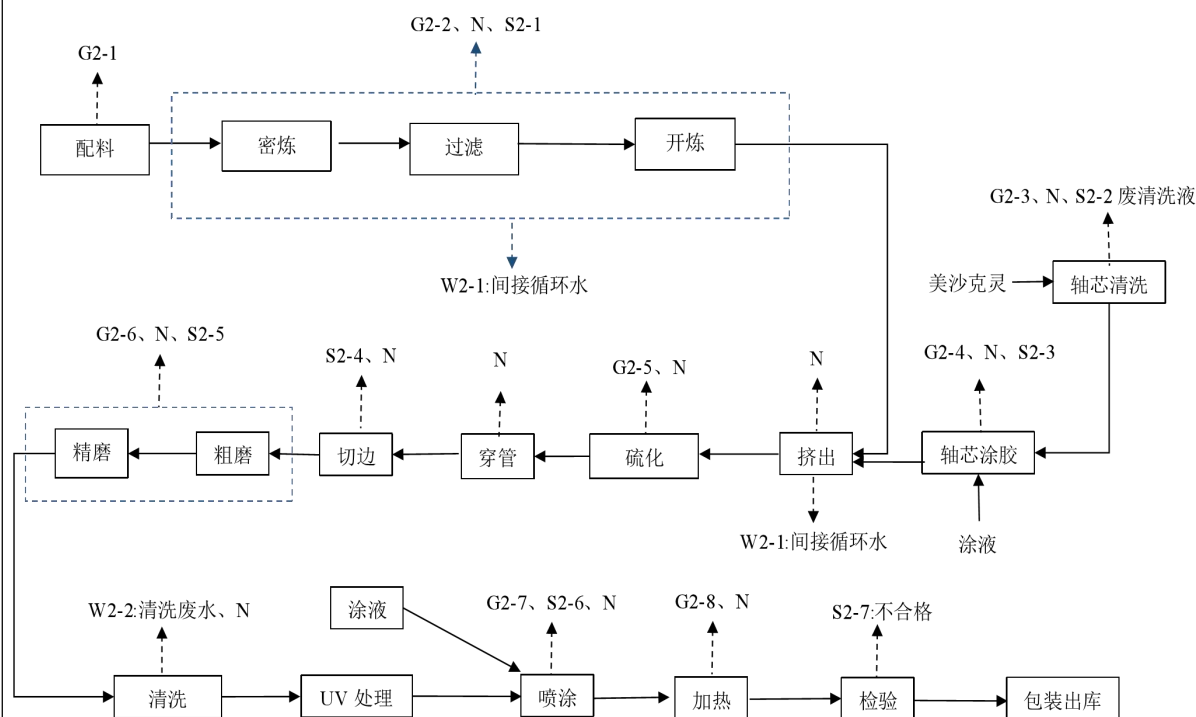 G2-2、N、S2-1
G2-1
配料
密炼
过滤
开炼
G2-3、N、S2-2 废清洗液
W2-1:间接循环水
美沙克灵
轴芯清洗
G2-6、N、S2-5
S2-4、N
N
G2-5、N
N
G2-4、N、S2-3
精磨
粗磨
切边
穿管
硫化
挤出
轴芯涂胶
W2-1:间接循环水
涂液
W2-2:清洗废水、N
涂液
G2-7、S2-6、N
G2-8、N
S2-7:不合格
清洗
UV 处理
喷涂
加热
检验
包装出库